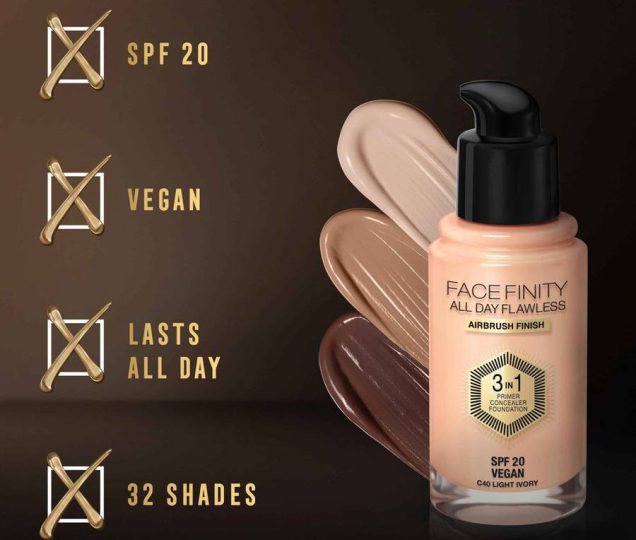 SPF 20
VEGAN
LASTS
ALL DAY
32 SHADES
FACEFINITY
ALL DAY FLAWLESS
AIRBRUSH FINISH
3 IN 1
PRIMER
CONCEALER
FOUNDATION
SPF 20
VEGAN
C40 LIGHT IVORY